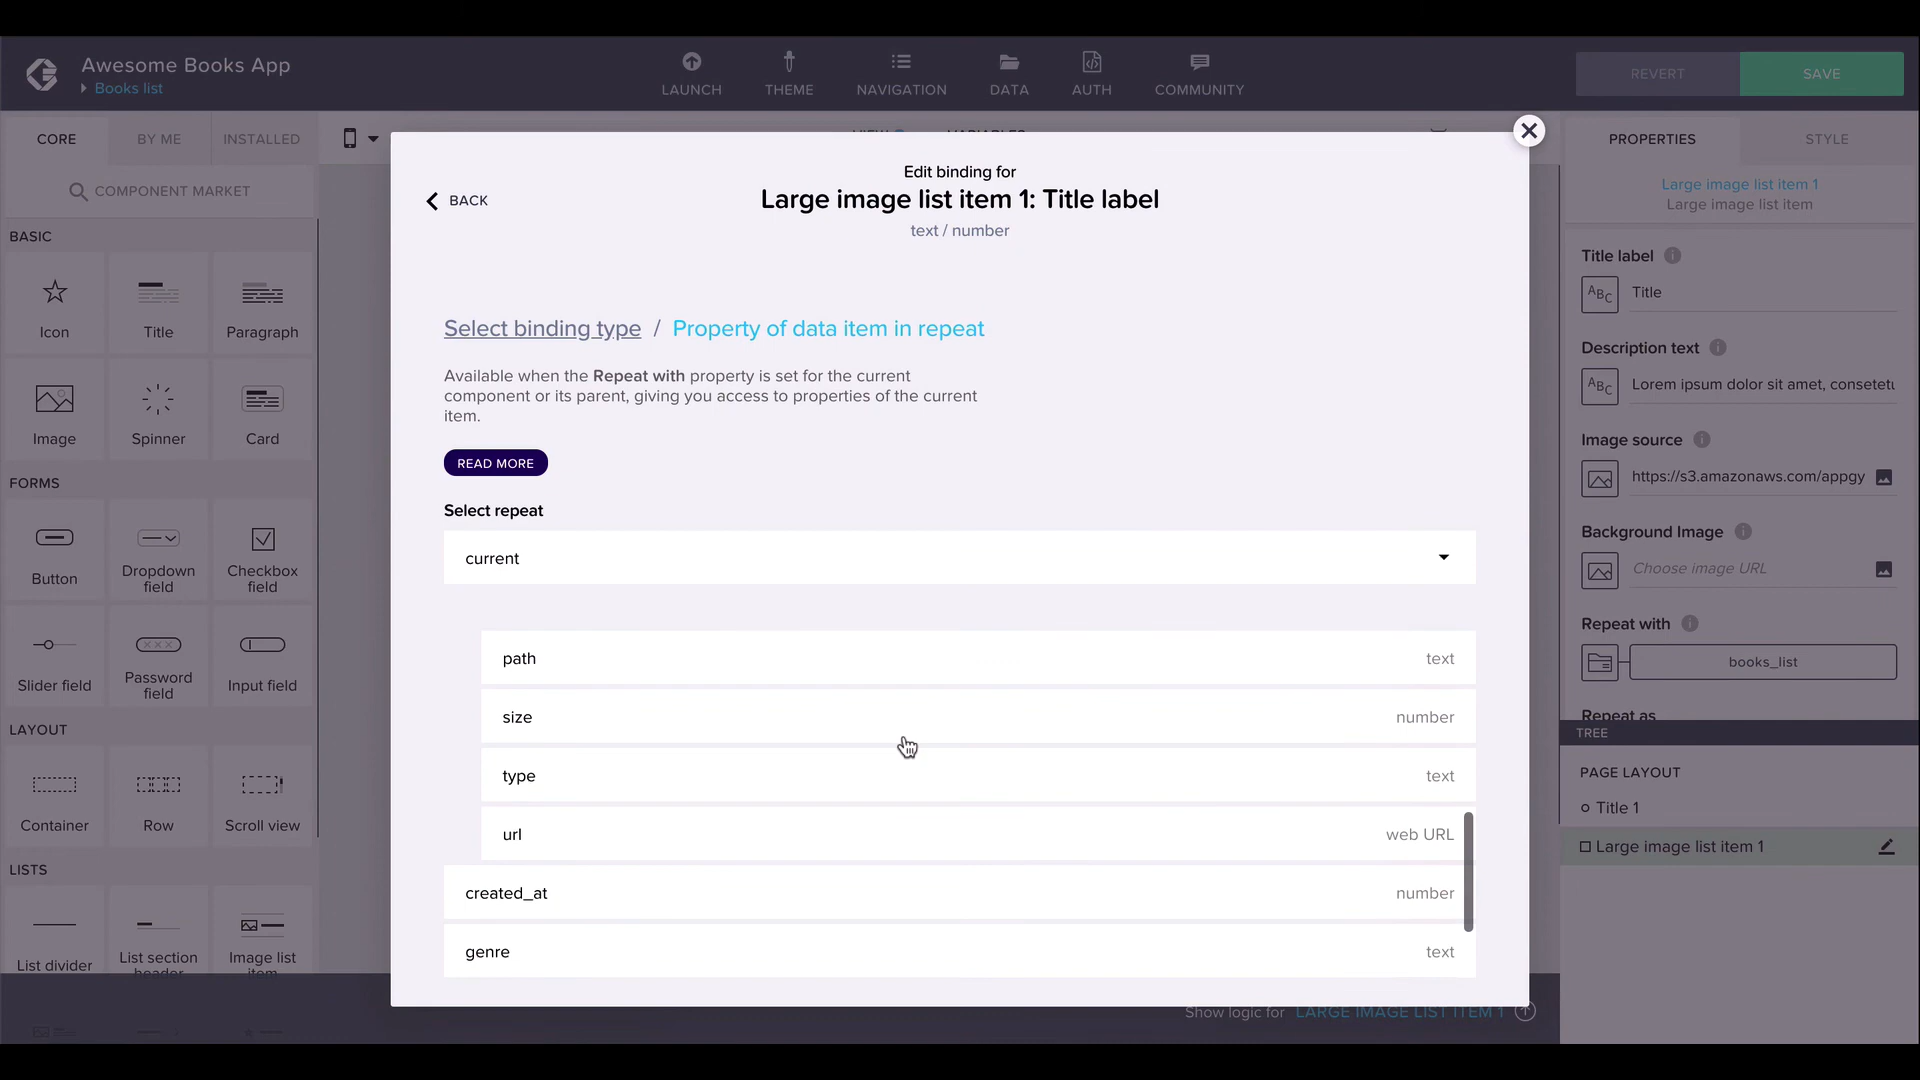 Awesome Books App
Books list
LAUNCH
THEME
NAVIGATION
DATA
AUTH
COMMUNITY
REVERT
SAVE
CORE
BY ME
INSTALLED
COMPONENT MARKET
BASIC
Icon
Title
Paragraph
Image
Spinner
Card
FORMS
Button
Dropdown
field
Checkbox
field
Slider field
Password
field
Input field
LAYOUT
Container
Row
Scroll view
LISTS
List divider
List section
header
Image list
item
VIEW
VARIABLES
Edit binding for
BACK
Large image list item 1: Title label
text / number
Select binding type / Property of data item in repeat
Available when the Repeat with property is set for the current
component or its parent, giving you access to properties of the current
item.
READ MORE
Select repeat
current
path text
size number
type text
url web URL
created_at number
genre text
Show logic for LARGE IMAGE LIST ITEM 1
PROPERTIES
STYLE
Large image list item 1
Large image list item
Title label
ABC Title
Description text
ABC Lorem ipsum dolor sit amet, consetetu
Image source
https://s3.amazonaws.com/appgy
Background Image
Choose image URL
Repeat with
books_list
Repeat as
TREE
PAGE LAYOUT
Title 1
Large image list item 1